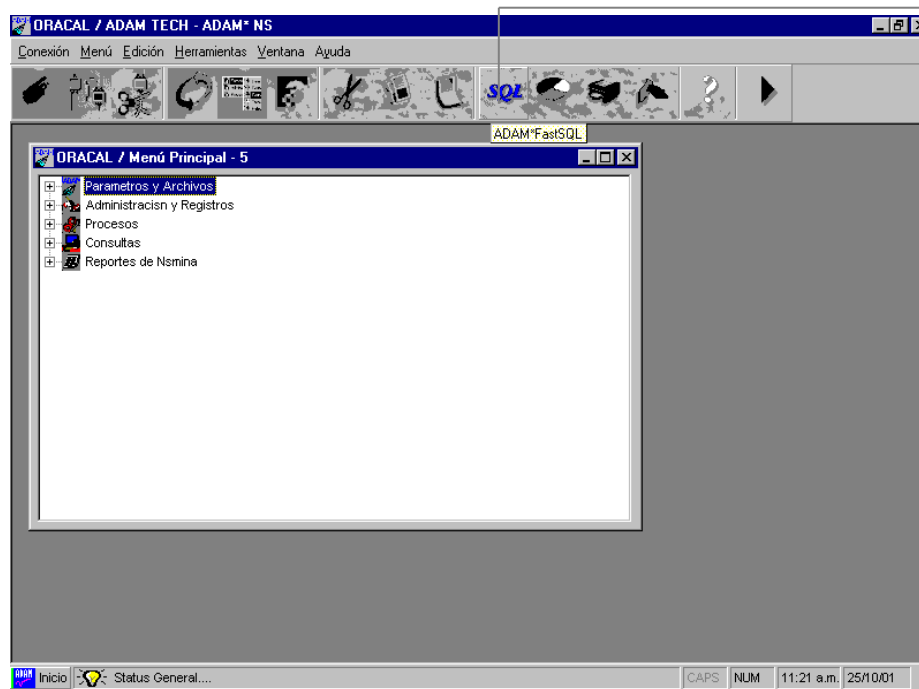 ORACAL / ADAM TECH - ADAM* NS
Conexión Menú Edición Herramientas Ventana Ayuda
SQL
ADAM*FastSQL
ORACAL / Menú Principal - 5
Parametros y Archivos
Administracisn y Registros
Procesos
Consultas
Reportes de Nsmina
ADAM Inicio Status General.... CAPS NUM 11:21 a.m. 25/10/01